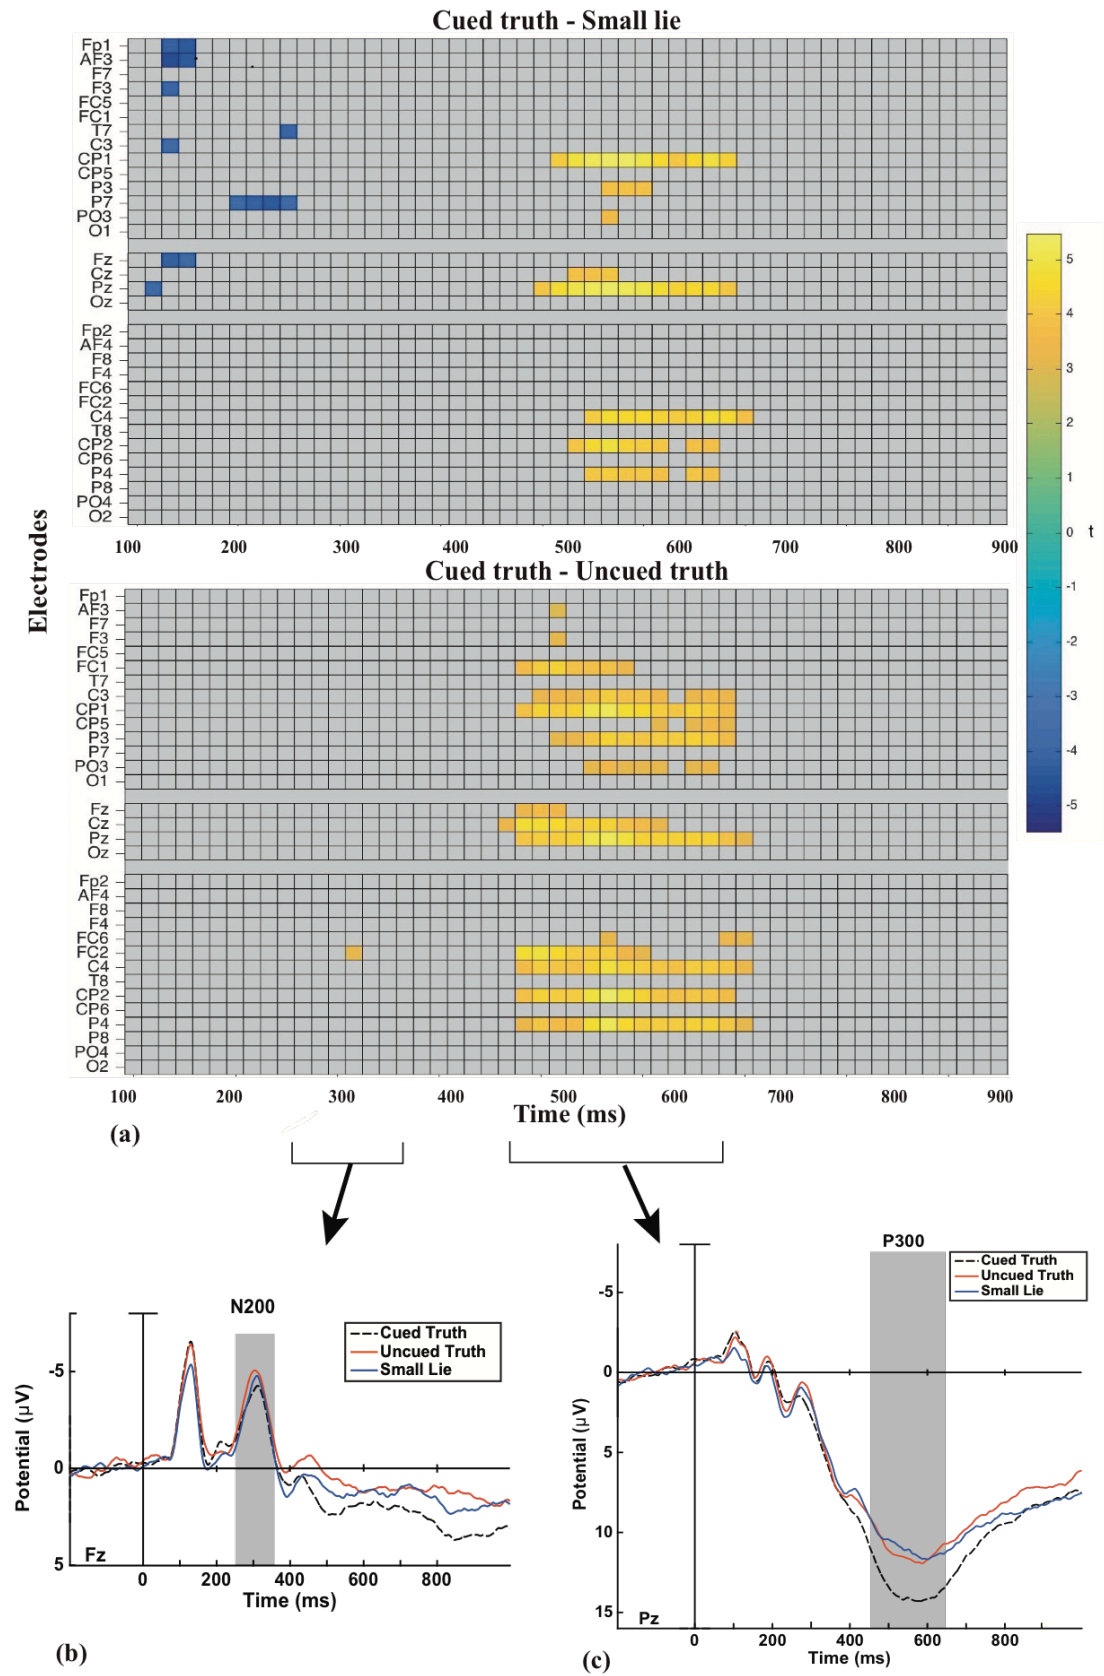 Cued truth - Small lie
Fp1
AF3
F7
F3
FC5
FC1
T7
C3
CP1
CP5
P3
P7
PO3
O1
Fz
Cz
Pz
Oz
Fp2
AF4
F8
F4
FC6
FC2
C4
T8
CP2
CP6
P4
P8
PO4
O2
100 200 300 400 500 600 700 800 900
Electrodes
5
4
3
2
1
0
-1
-2
-3
-4
-5
t
Cued truth - Uncued truth
Fp1
AF3
F7
F3
FC5
FC1
T7
C3
CP1
CP5
P3
P7
PO3
O1
Fz
Cz
Pz
Oz
Fp2
AF4
F8
F4
FC6
FC2
C4
T8
CP2
CP6
P4
P8
PO4
O2
100 200 300 400 500 600 700 800 900
Time (ms)
(a)
N200
Cued Truth
Uncued Truth
Small Lie
-5
0
5
Potential (μV)
Fz
0 200 400 600 800
Time (ms)
(b)
P300
Cued Truth
Uncued Truth
Small Lie
-5
0
5
10
15
Potential (μV)
Pz
0 200 400 600 800
Time (ms)
(c)